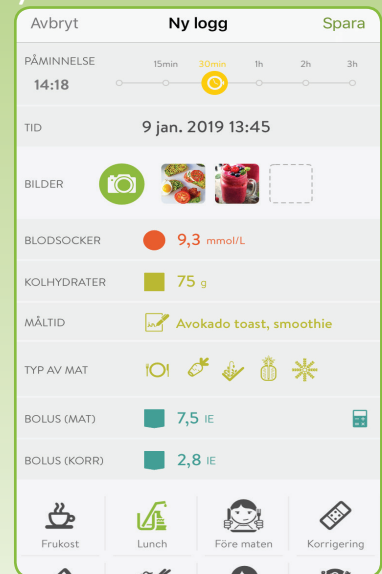 Avbryt Ny logg Spara
PÅMINNELSE 15min 30min 1h 2h 3h
14:18
TID 9 jan. 2019 13:45
BILDER
BLODSOCKER 9,3 mmol/L
KOLHYDRATER 75 g
MÅLTID Avokado toast, smoothie
TYP AV MAT
BOLUS (MAT) 7,5 IE
BOLUS (KORR) 2,8 IE
Frukost Lunch Före maten Korrigering